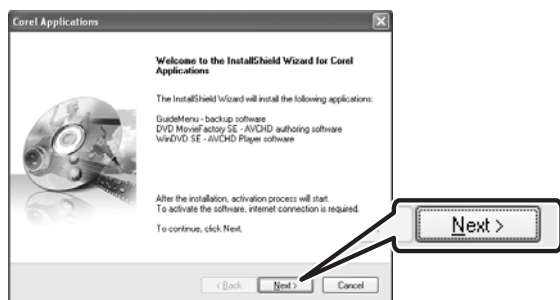 Corel Applications
Welcome to the InstallShield Wizard for Corel
Applications
The InstallShield Wizard will install the following applications:
GuideMenu - backup software
DVD MovieFactory SE - AVCHD authoring software
WinDVD SE - AVCHD Player software
After the installation, activation process will start.
To activate the software, internet connection is required.
To continue, click Next.
< Back
Next >
Cancel
Next >